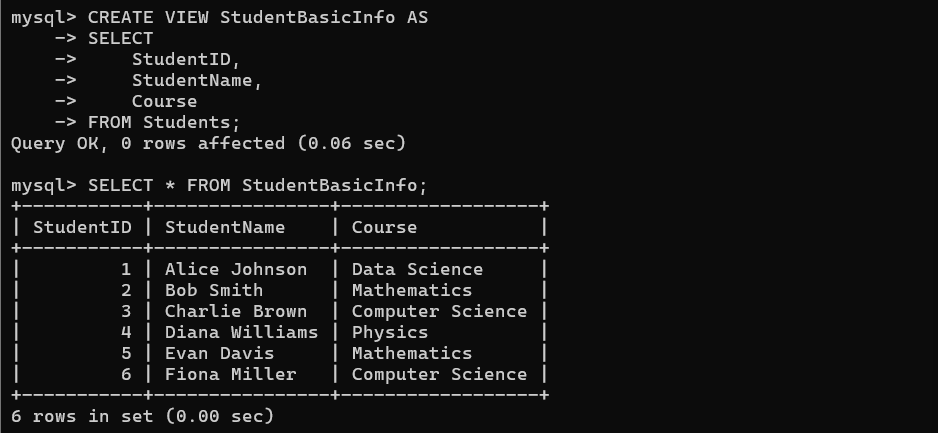 mysql> CREATE VIEW StudentBasicInfo AS
    -> SELECT
    ->     StudentID,
    ->     StudentName,
    ->     Course
    -> FROM Students;
Query OK, 0 rows affected (0.06 sec)

mysql> SELECT * FROM StudentBasicInfo;
+-----------+----------------+------------------+
| StudentID | StudentName    | Course           |
+-----------+----------------+------------------+
|         1 | Alice Johnson  | Data Science     |
|         2 | Bob Smith      | Mathematics      |
|         3 | Charlie Brown  | Computer Science |
|         4 | Diana Williams | Physics          |
|         5 | Evan Davis     | Mathematics      |
|         6 | Fiona Miller   | Computer Science |
+-----------+----------------+------------------+
6 rows in set (0.00 sec)